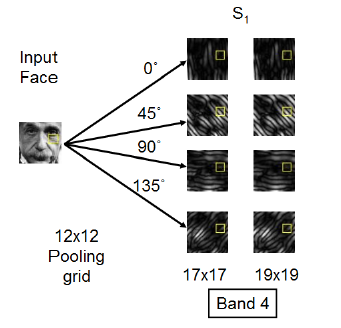 S1
Input
Face
0°
45°
90°
135°
12x12
Pooling
grid
17x17 19x19
Band 4